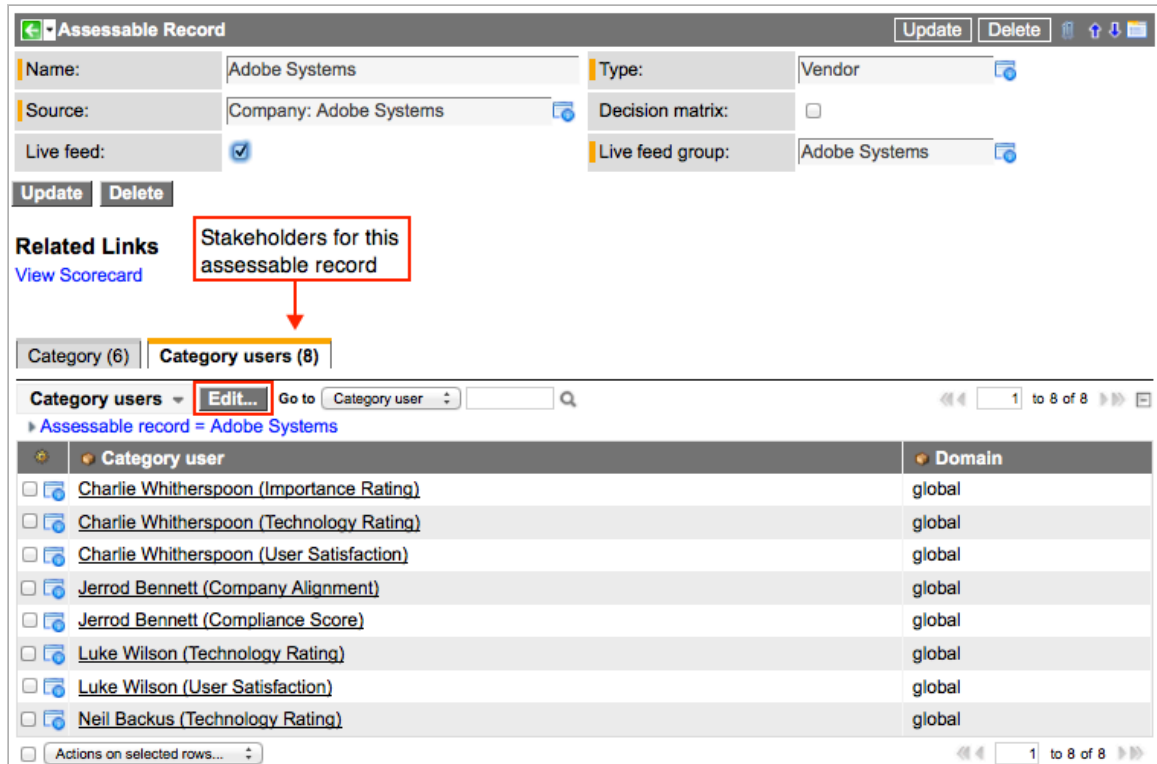 Assessable Record Update Delete
Name: Adobe Systems Type: Vendor
Source: Company: Adobe Systems Decision matrix:
Live feed: Live feed group: Adobe Systems
Update Delete
Related Links
View Scorecard
Stakeholders for this
assessable record
Category (6) Category users (8)
Category users Edit... Go to Category user 1 to 8 of 8
Assessable record = Adobe Systems
Category user Domain
Charlie Whitherspoon (Importance Rating) global
Charlie Whitherspoon (Technology Rating) global
Charlie Whitherspoon (User Satisfaction) global
Jerrod Bennett (Company Alignment) global
Jerrod Bennett (Compliance Score) global
Luke Wilson (Technology Rating) global
Luke Wilson (User Satisfaction) global
Neil Backus (Technology Rating) global
Actions on selected rows... 1 to 8 of 8